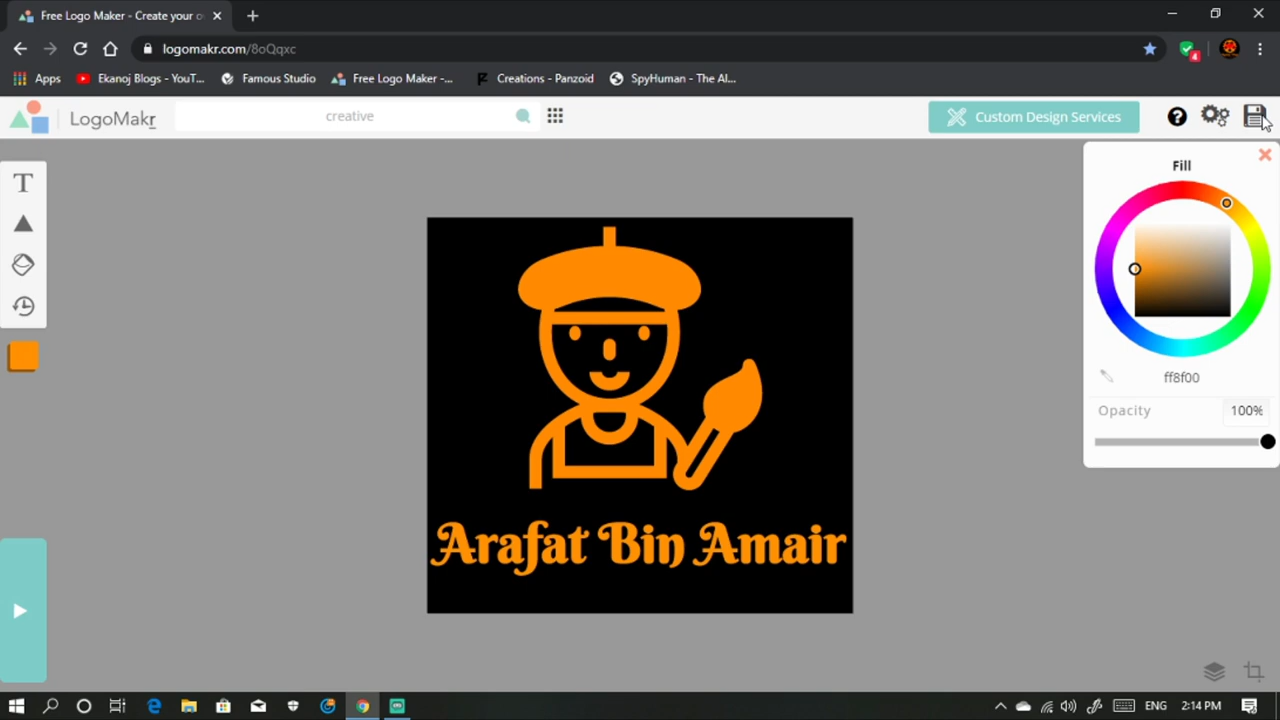 Free Logo Maker - Create your o
logomakr.com/8oQqxc
4
Apps
Ekanoj Blogs - YouT...
Famous Studio
Free Logo Maker -...
Creations - Panzoid
SpyHuman - The Al...
LogoMakr
creative
Custom Design Services
?
T
Fill
ff8f00
Opacity
100%
Arafat Bin Amair
ENG
2:14 PM